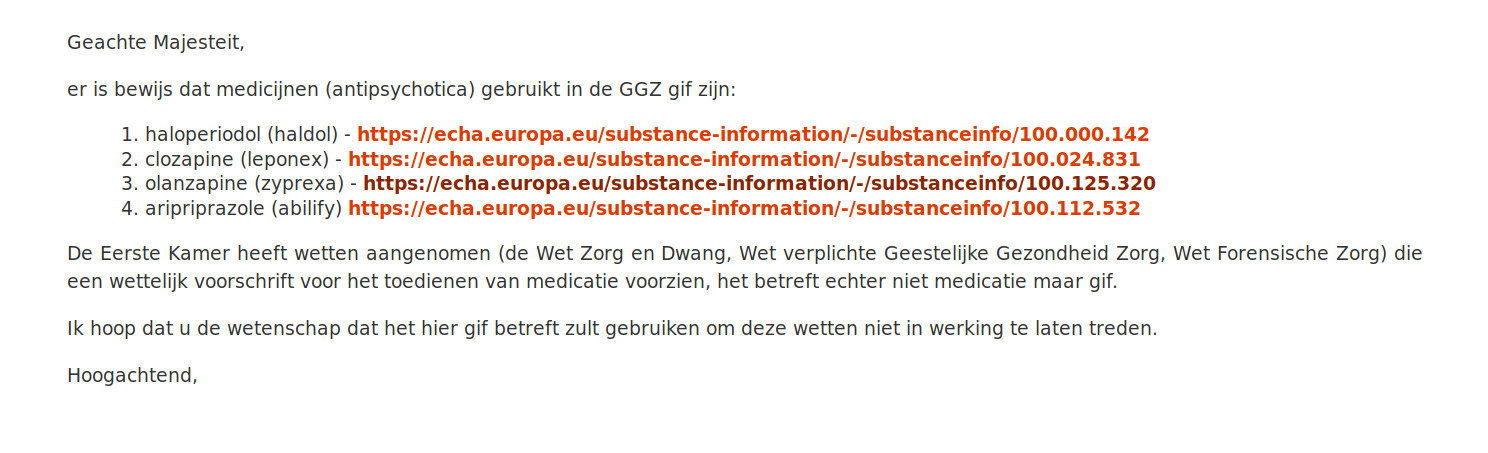 Geachte Majesteit,
er is bewijs dat medicijnen (antipsychotica) gebruikt in de GGZ gif zijn:
1. haloperiodol (haldol) - https://echa.europa.eu/substance-information/-/substanceinfo/100.000.142
2. clozapine (leponex) - https://echa.europa.eu/substance-information/-/substanceinfo/100.024.831
3. olanzapine (zyprexa) - https://echa.europa.eu/substance-information/-/substanceinfo/100.125.320
4. aripriprazole (abilify) https://echa.europa.eu/substance-information/-/substanceinfo/100.112.532
De Eerste Kamer heeft wetten aangenomen (de Wet Zorg en Dwang, Wet verplichte Geestelijke Gezondheid Zorg, Wet Forensische Zorg) die
een wettelijk voorschrift voor het toedienen van medicatie voorzien, het betreft echter niet medicatie maar gif.
Ik hoop dat u de wetenschap dat het hier gif betreft zult gebruiken om deze wetten niet in werking te laten treden.
Hoogachtend,